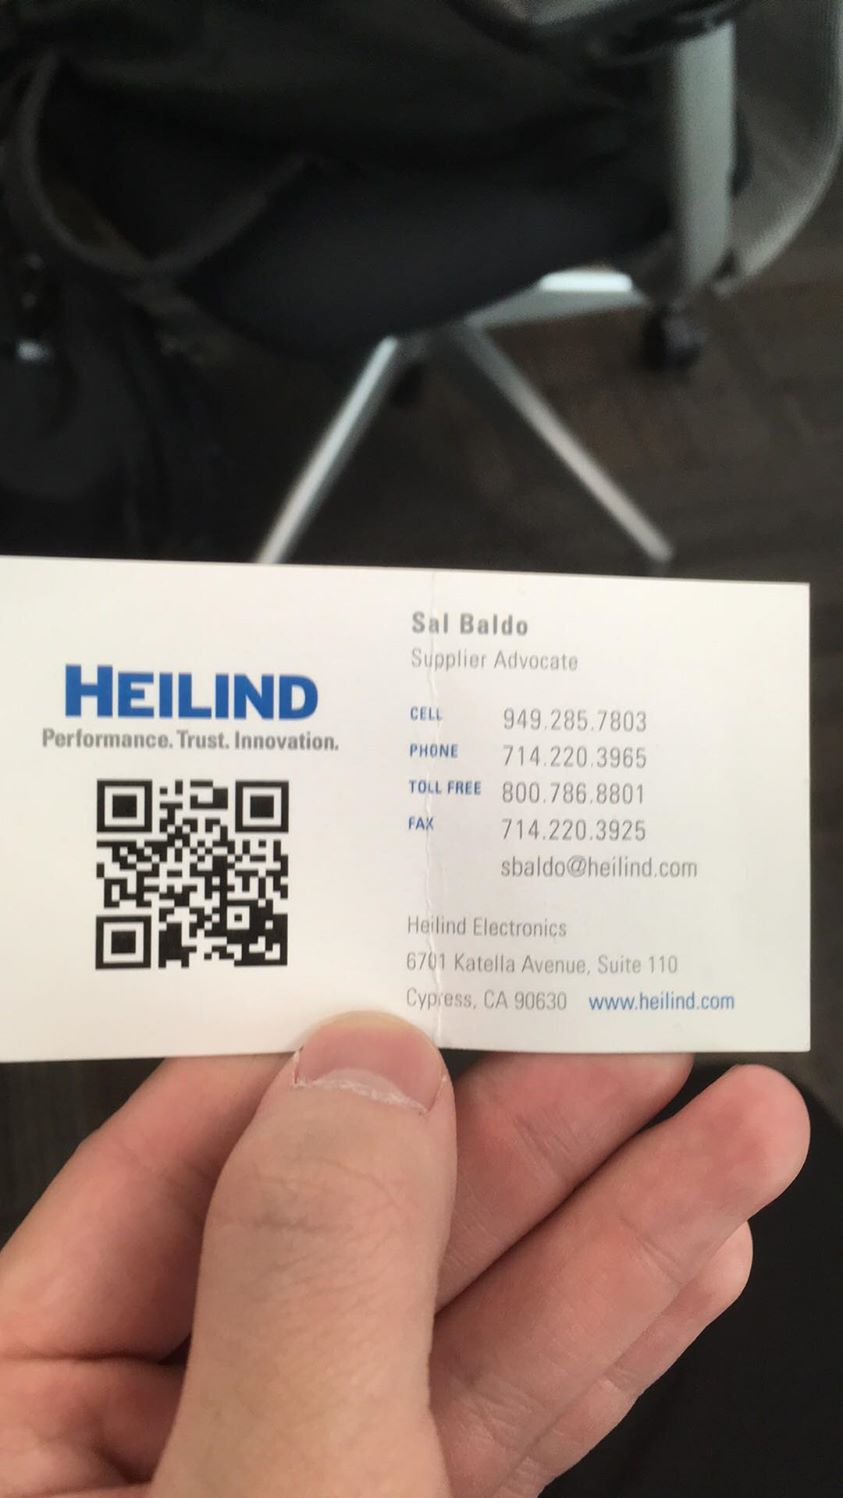 HEILIND
Performance. Trust. Innovation.
Sal Baldo
Supplier Advocate
CELL 949.285.7803
PHONE 714.220.3965
TOLL FREE 800.786.8801
FAX 714.220.3925
sbaldo@heilind.com
Heilind Electronics
6701 Katella Avenue, Suite 110
Cypress, CA 90630 www.heilind.com